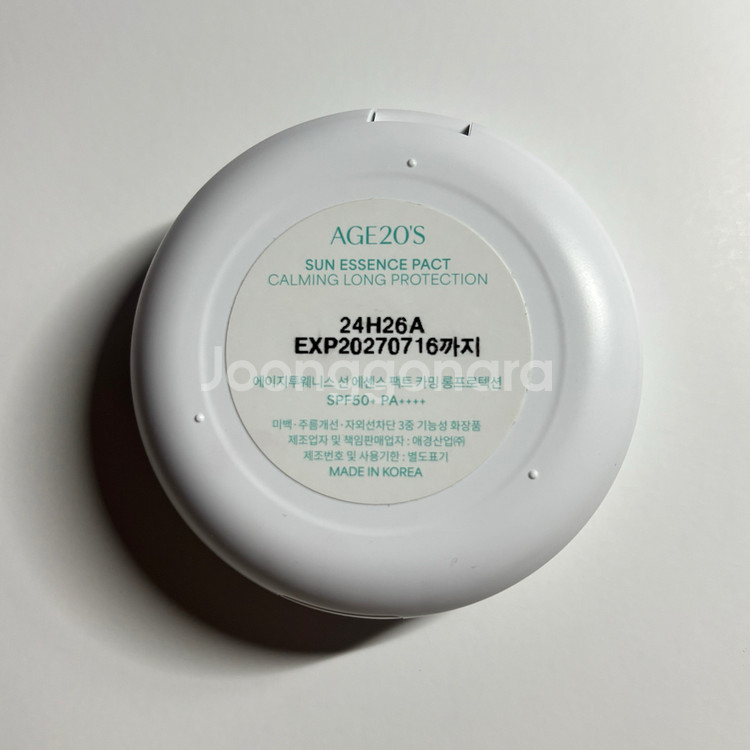 AGE20'S
SUN ESSENCE PACT
CALMING LONG PROTECTION
24H26A
EXP20270716까지
Joonggonara
에이지투웨니스 선 에센스 팩트 카밍 롱프로텍션
SPF50+ PA++++
미백·주름개선·자외선차단 3중 기능성 화장품
제조업자 및 책임판매업자 : 애경산업㈜
제조번호 및 사용기한 : 별도표기
MADE IN KOREA